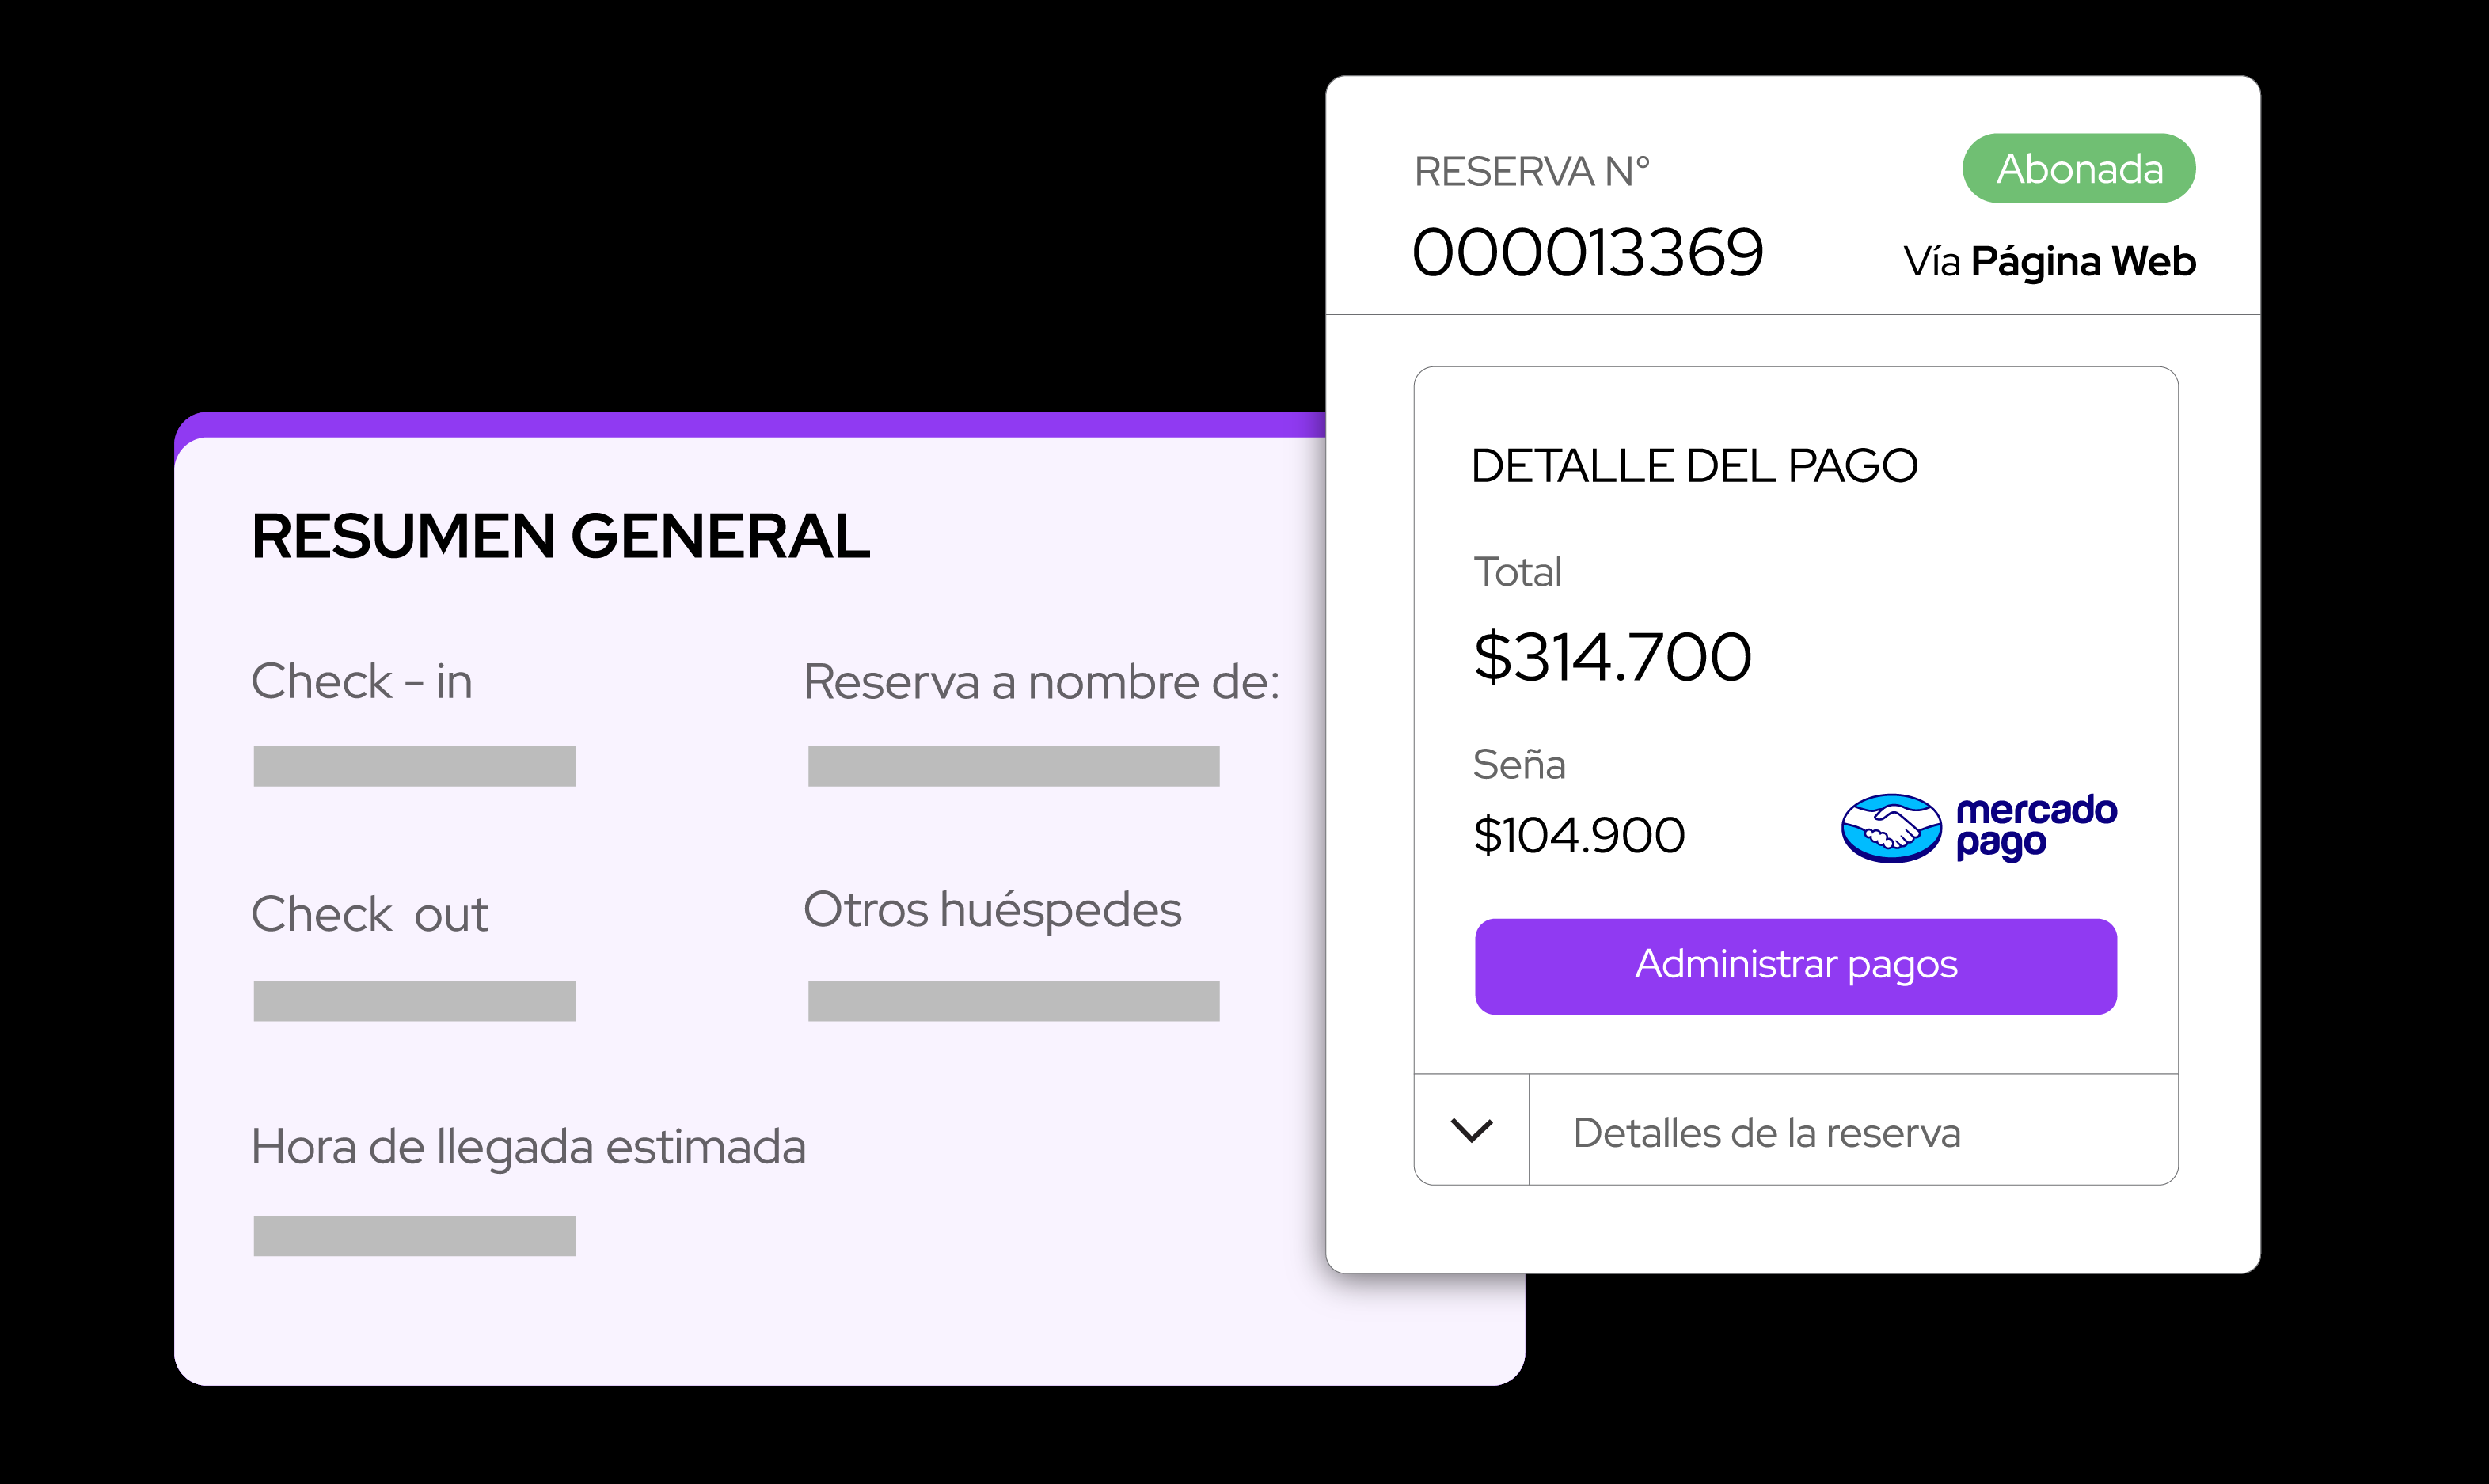 RESUMEN GENERAL
Check - in
Reserva a nombre de:
Check out
Otros huéspedes
Hora de llegada estimada
RESERVA N°
Abonada
000013369
Vía Página Web
DETALLE DEL PAGO
Total
$314.700
Seña
$104.900
mercado
pago
Administrar pagos
Detalles de la reserva